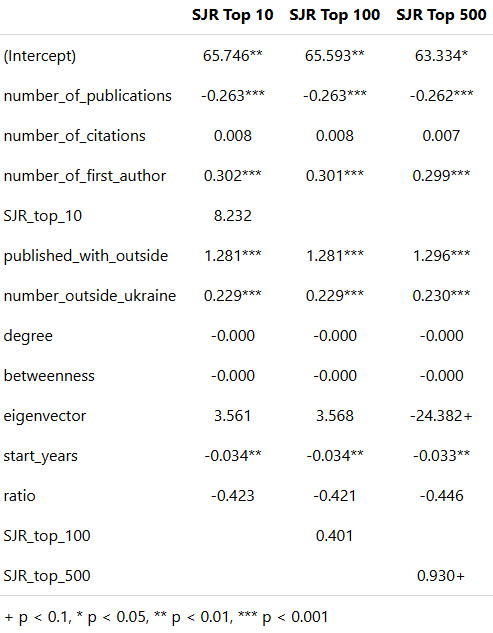 SJR Top 10 SJR Top 100 SJR Top 500
(Intercept) 65.746** 65.593** 63.334*
number_of_publications -0.263*** -0.263*** -0.262***
number_of_citations 0.008 0.008 0.007
number_of_first_author 0.302*** 0.301*** 0.299***
SJR_top_10 8.232
published_with_outside 1.281*** 1.281*** 1.296***
number_outside_ukraine 0.229*** 0.229*** 0.230***
degree -0.000 -0.000 -0.000
betweenness -0.000 -0.000 -0.000
eigenvector 3.561 3.568 -24.382+
start_years -0.034** -0.034** -0.033**
ratio -0.423 -0.421 -0.446
SJR_top_100 0.401
SJR_top_500 0.930+
+ p < 0.1, * p < 0.05, ** p < 0.01, *** p < 0.001